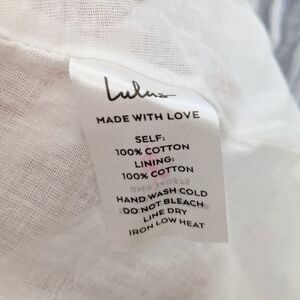 Lulus
MADE WITH LOVE
SELF:
100% COTTON
LINING:
100% COTTON
HAND WASH COLD
DO NOT BLEACH
LINE DRY
IRON LOW HEAT